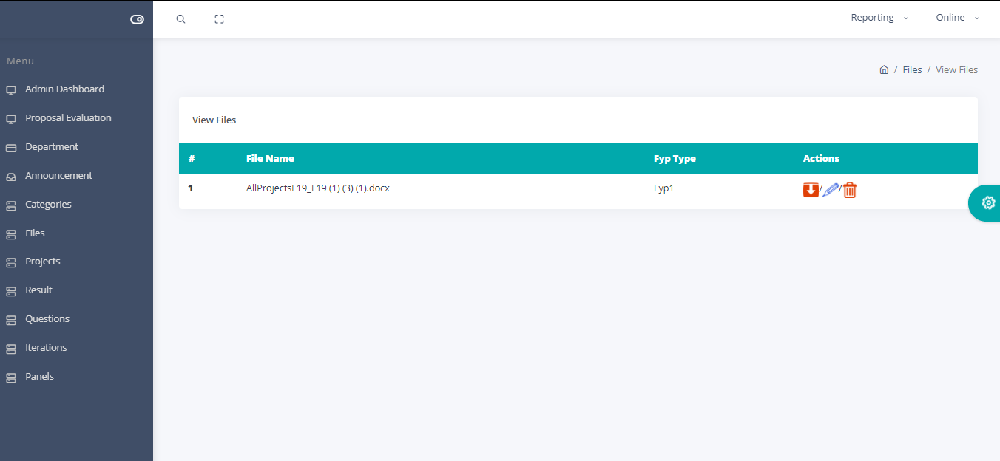 Reporting
Online
Menu
Admin Dashboard
Proposal Evaluation
Department
Announcement
Categories
Files
Projects
Result
Questions
Iterations
Panels
/ Files / View Files
View Files
# File Name Fyp Type Actions
1 AllProjectsF19_F19 (1) (3) (1).docx Fyp1 / /